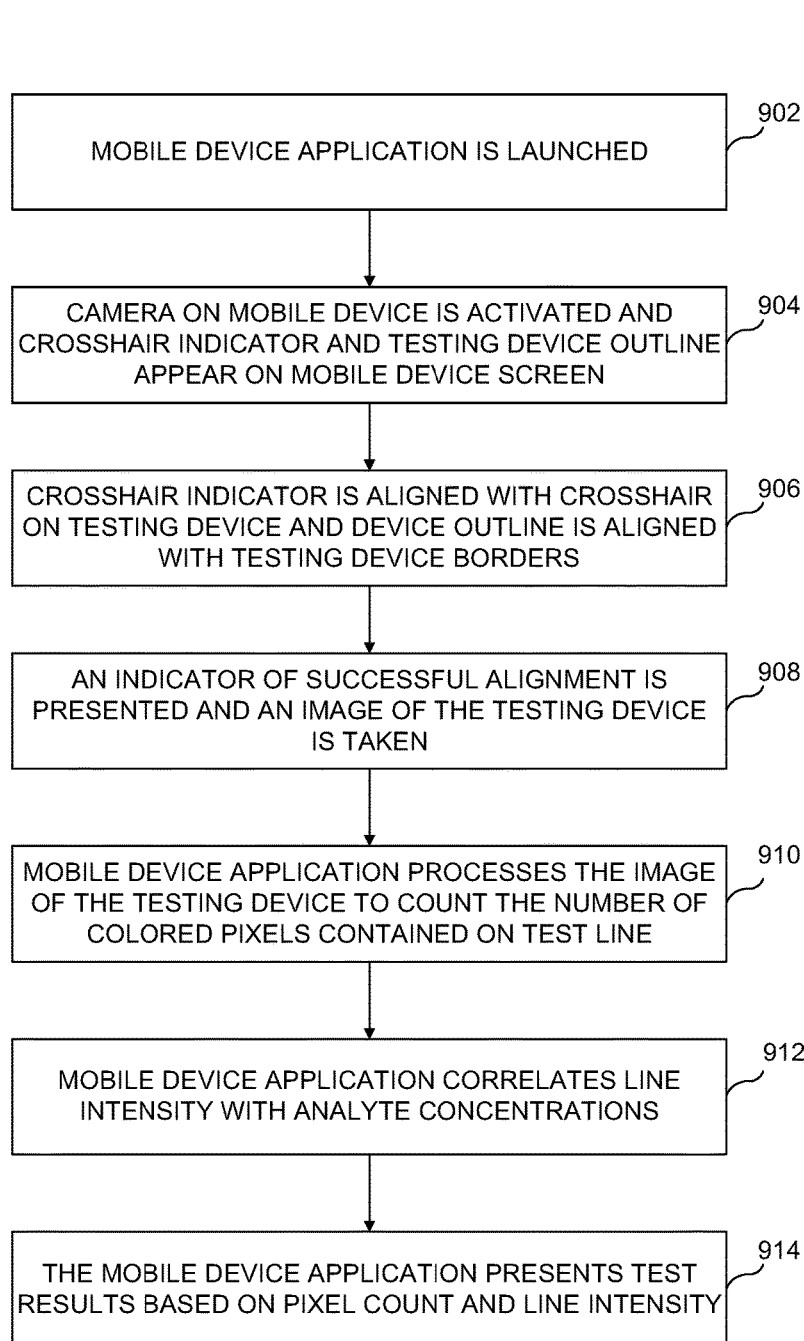 902
MOBILE DEVICE APPLICATION IS LAUNCHED
904
CAMERA ON MOBILE DEVICE IS ACTIVATED AND
CROSSHAIR INDICATOR AND TESTING DEVICE OUTLINE
APPEAR ON MOBILE DEVICE SCREEN
906
CROSSHAIR INDICATOR IS ALIGNED WITH CROSSHAIR
ON TESTING DEVICE AND DEVICE OUTLINE IS ALIGNED
WITH TESTING DEVICE BORDERS
908
AN INDICATOR OF SUCCESSFUL ALIGNMENT IS
PRESENTED AND AN IMAGE OF THE TESTING DEVICE
IS TAKEN
910
MOBILE DEVICE APPLICATION PROCESSES THE IMAGE
OF THE TESTING DEVICE TO COUNT THE NUMBER OF
COLORED PIXELS CONTAINED ON TEST LINE
912
MOBILE DEVICE APPLICATION CORRELATES LINE
INTENSITY WITH ANALYTE CONCENTRATIONS
914
THE MOBILE DEVICE APPLICATION PRESENTS TEST
RESULTS BASED ON PIXEL COUNT AND LINE INTENSITY